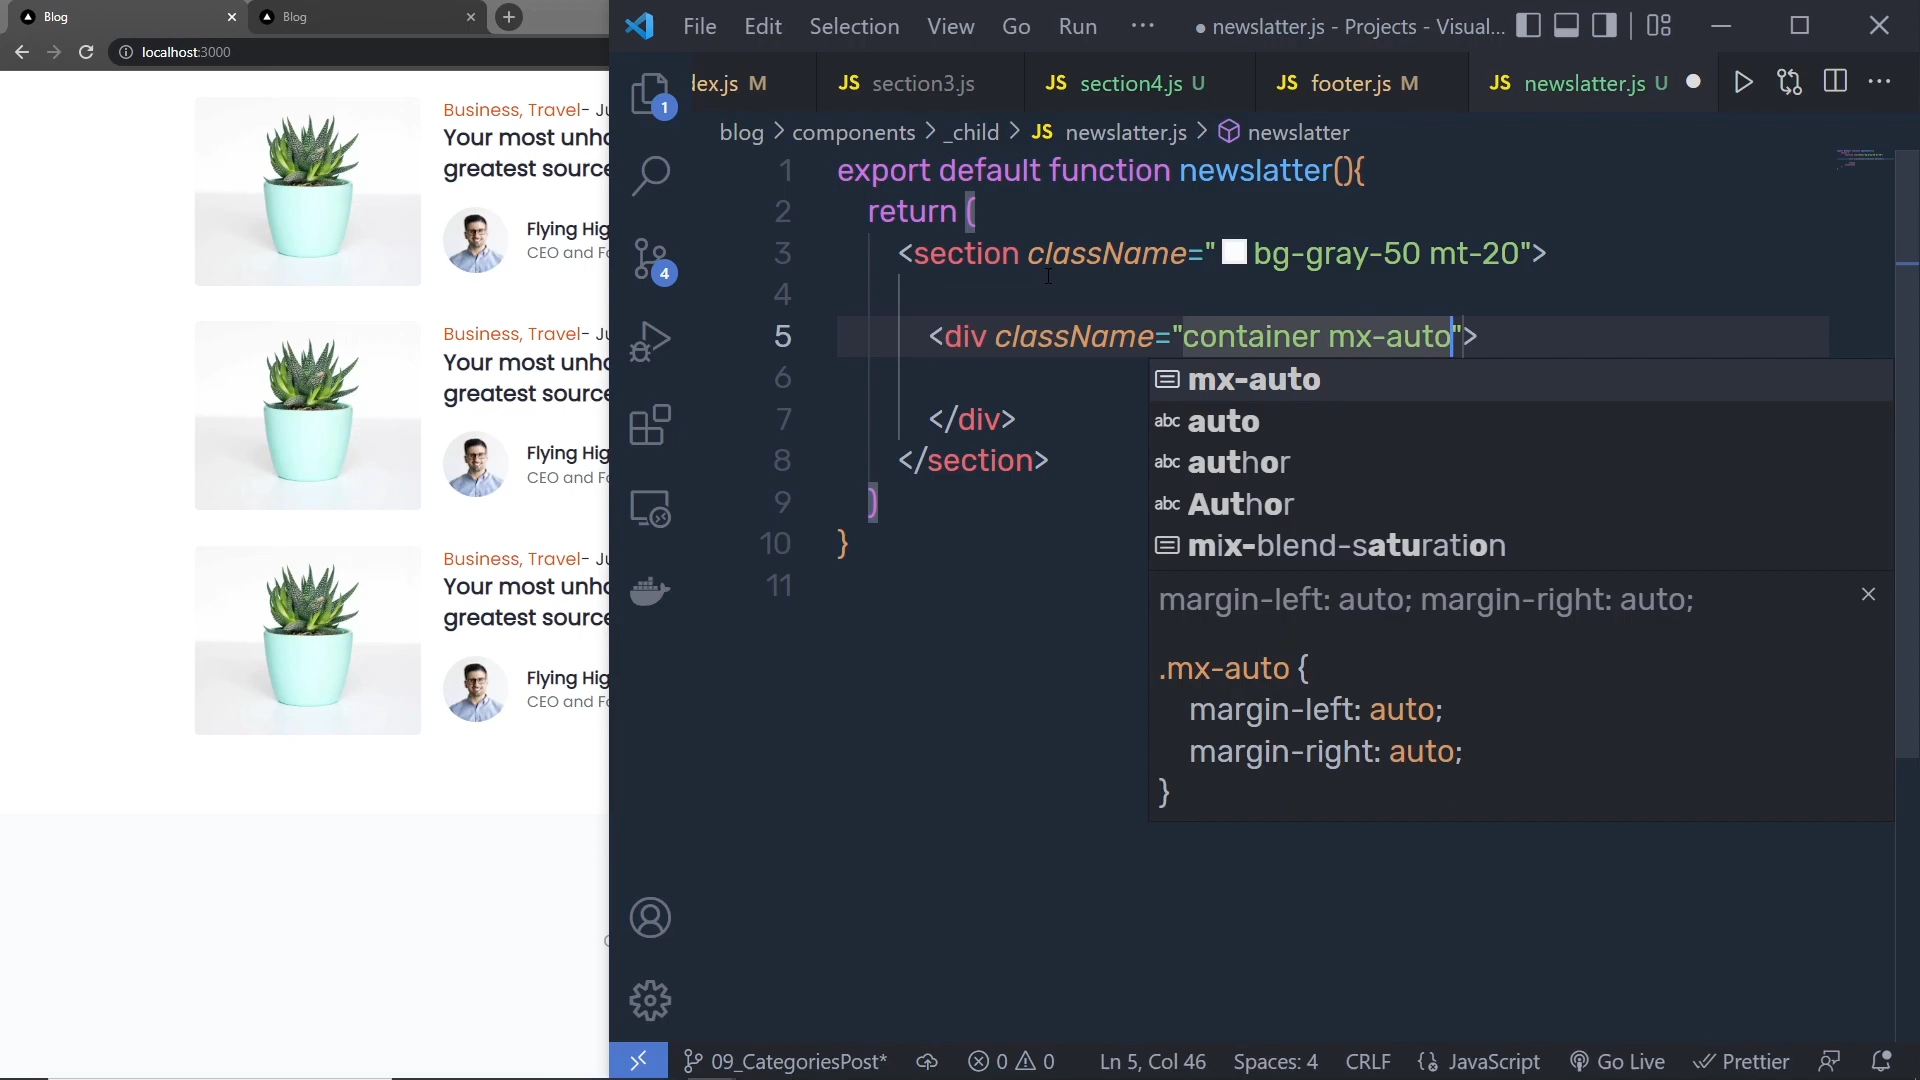 Blog
Blog
localhost:3000
Business, Travel- Ju
Your most unha
greatest source
Flying Hig
CEO and Fo
Business, Travel- Ju
Your most unha
greatest source
Flying Hig
CEO and Fo
Business, Travel- Ju
Your most unha
greatest source
Flying Hig
CEO and Fo
File Edit Selection View Go Run ··· ● newslatter.js - Projects - Visual...
dex.js M JS section3.js JS section4.js U JS footer.js M JS newslatter.js U
blog > components > _child > JS newslatter.js > newslatter
1
4
1 export default function newslatter(){
2 return (
3 <section className="bg-gray-50 mt-20">
4
5 <div className="container mx-auto">
6
7 </div>
8 </section>
9 )
10 }
11
mx-auto
abc auto
abc author
abc Author
mix-blend-saturation
margin-left: auto; margin-right: auto;
.mx-auto {
margin-left: auto;
margin-right: auto;
}
09_CategoriesPost* 0 0 Ln 5, Col 46 Spaces: 4 CRLF {} JavaScript Go Live Prettier